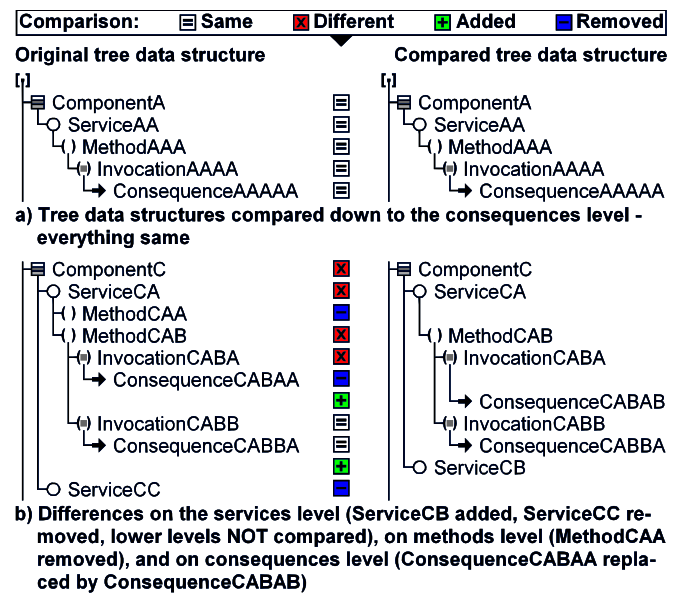 Comparison: Same Different Added Removed
Original tree data structure Compared tree data structure
ComponentA ComponentA
ServiceAA ServiceAA
MethodAAA MethodAAA
InvocationAAAA InvocationAAAA
ConsequenceAAAAA ConsequenceAAAAA
a) Tree data structures compared down to the consequences level -
everything same
ComponentC ComponentC
ServiceCA ServiceCA
MethodCAA
MethodCAB MethodCAB
InvocationCABA InvocationCABA
ConsequenceCABAA
ConsequenceCABAB
InvocationCABB InvocationCABB
ConsequenceCABBA ConsequenceCABBA
ServiceCB
ServiceCC
b) Differences on the services level (ServiceCB added, ServiceCC re-
moved, lower levels NOT compared), on methods level (MethodCAA
removed), and on consequences level (ConsequenceCABAA repla-
ced by ConsequenceCABAB)